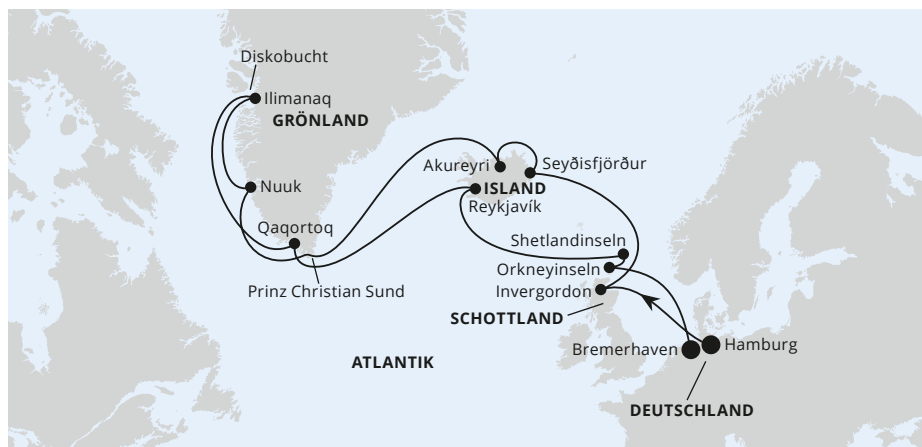 Diskobucht
Ilimanaq
GRÖNLAND
Nuuk
Qaqortoq
Prinz Christian Sund
Akureyri
Seyðisfjörður
ISLAND
Reykjavík
Shetlandinseln
Orkneyinseln
Invergordon
SCHOTTLAND
ATLANTIK
Bremerhaven
Hamburg
DEUTSCHLAND